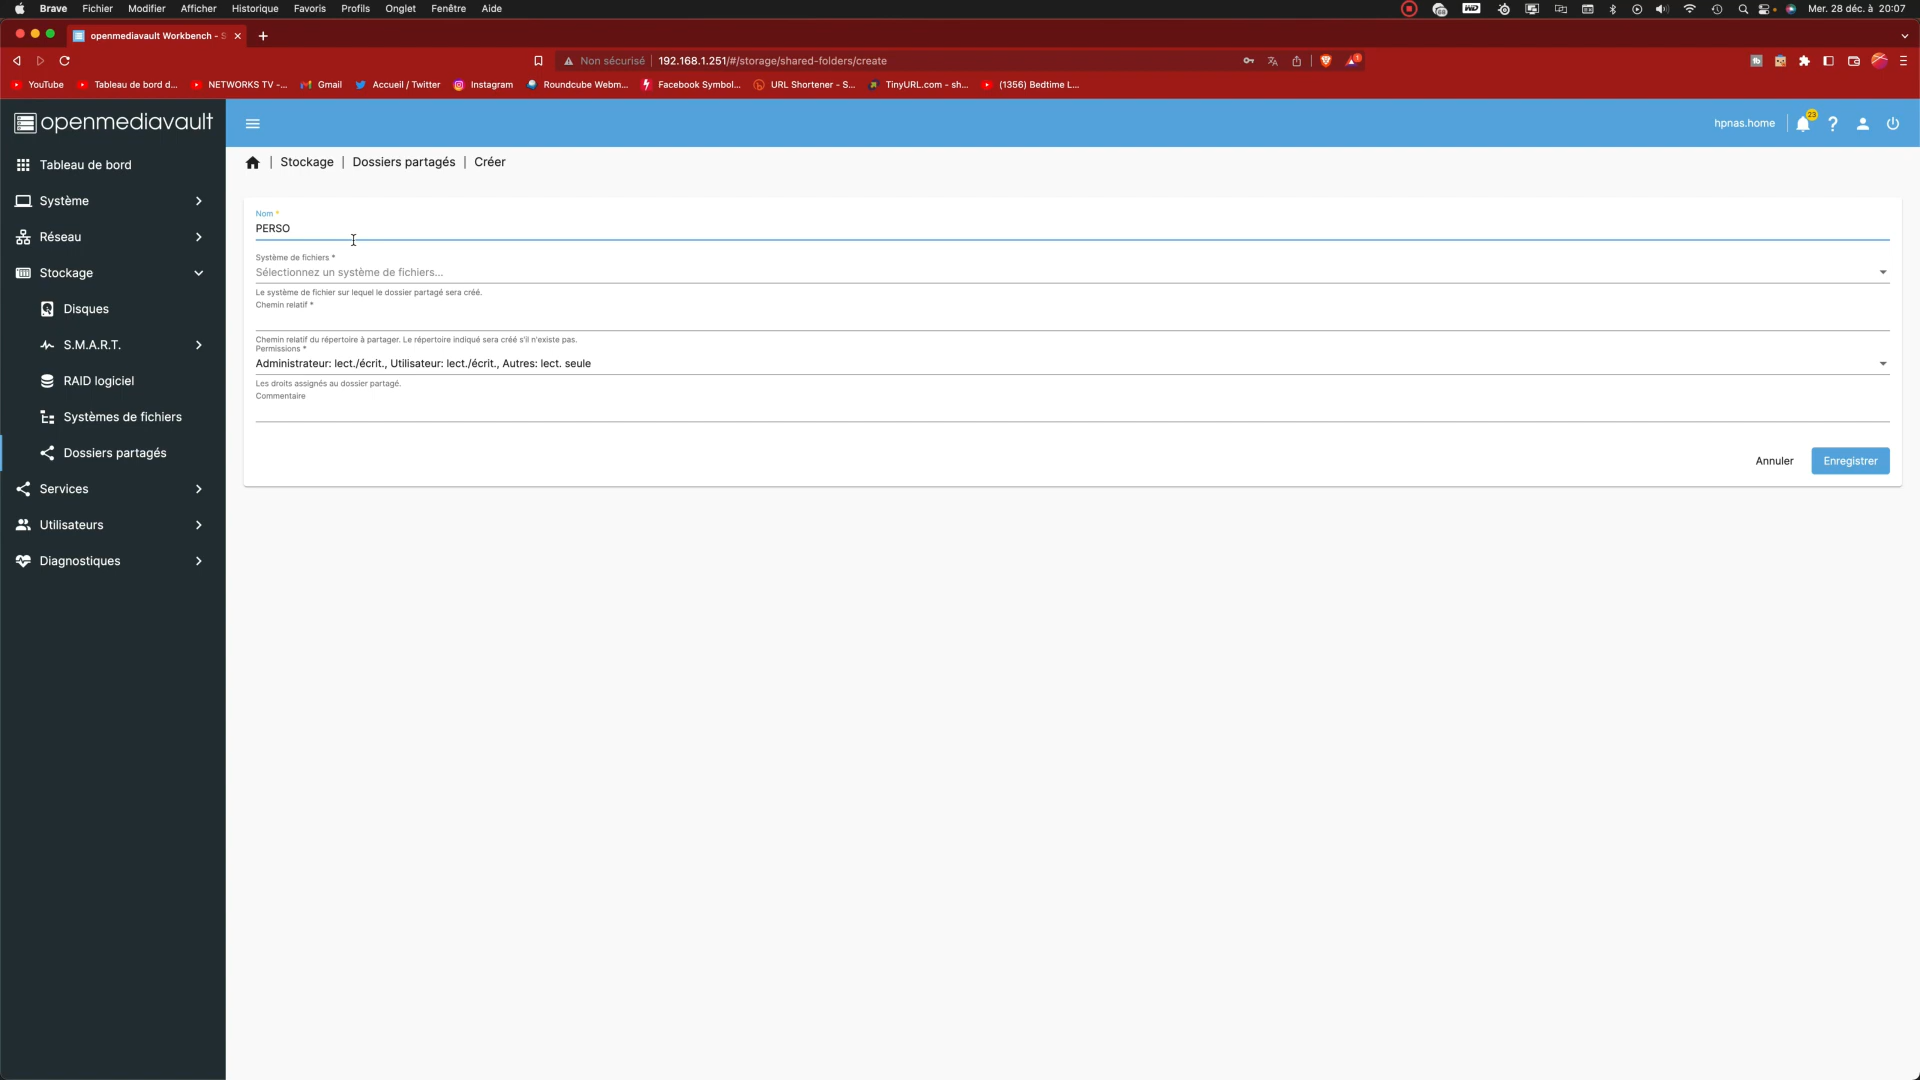 Brave Fichier Modifier Afficher Historique Favoris Profils Onglet Fenêtre Aide Mer. 28 déc. à 20:07
openmediavault Workbench - S
Non sécurisé 192.168.1.251/#/storage/shared-folders/create
YouTube Tableau de bord d... NETWORKS TV -... Gmail Accueil / Twitter Instagram Roundcube Webm... Facebook Symbol... URL Shortener - S... TinyURL.com - sh... (1356) Bedtime L...
openmediavault
hpnas.home 23
Tableau de bord
Système
Réseau
Stockage
Disques
S.M.A.R.T.
RAID logiciel
Systèmes de fichiers
Dossiers partagés
Services
Utilisateurs
Diagnostiques
| Stockage | Dossiers partagés | Créer
Nom *
PERSO
Système de fichiers *
Sélectionnez un système de fichiers...
Le système de fichier sur lequel le dossier partagé sera créé.
Chemin relatif *
Chemin relatif du répertoire à partager. Le répertoire indiqué sera créé s'il n'existe pas.
Permissions *
Administrateur: lect./écrit., Utilisateur: lect./écrit., Autres: lect. seule
Les droits assignés au dossier partagé.
Commentaire
Annuler Enregistrer